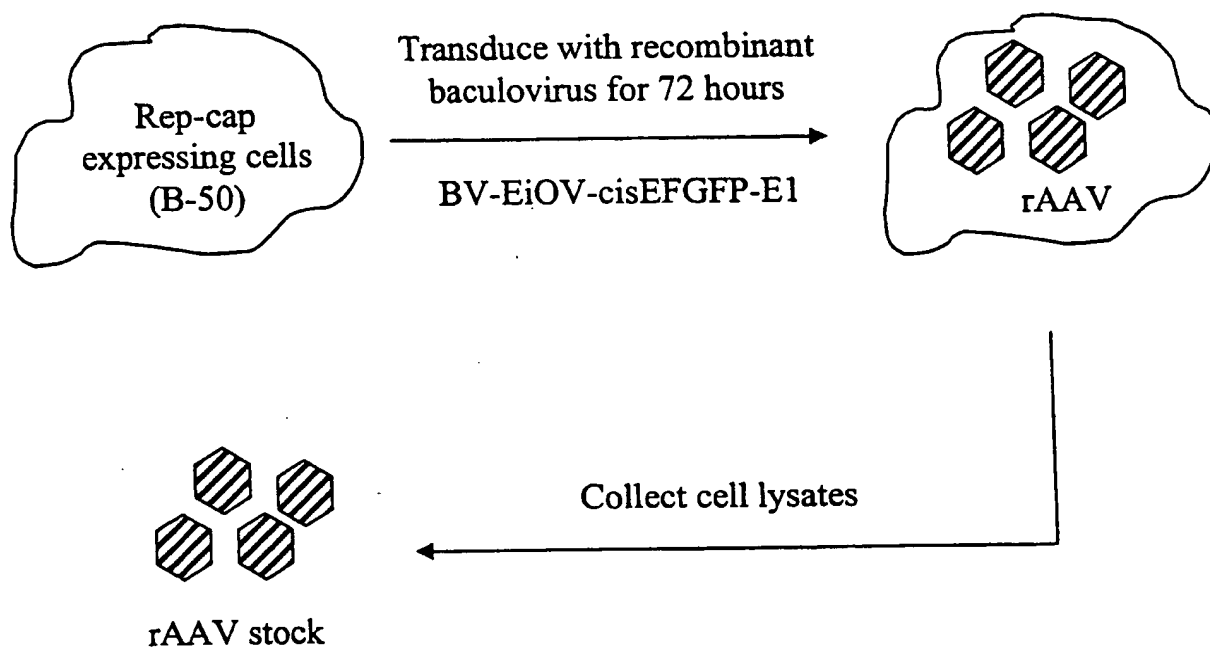 Rep-cap
expressing cells
(B-50)
Transduce with recombinant
baculovirus for 72 hours
BV-EiOV-cisEFGFP-E1
rAAV
Collect cell lysates
rAAV stock